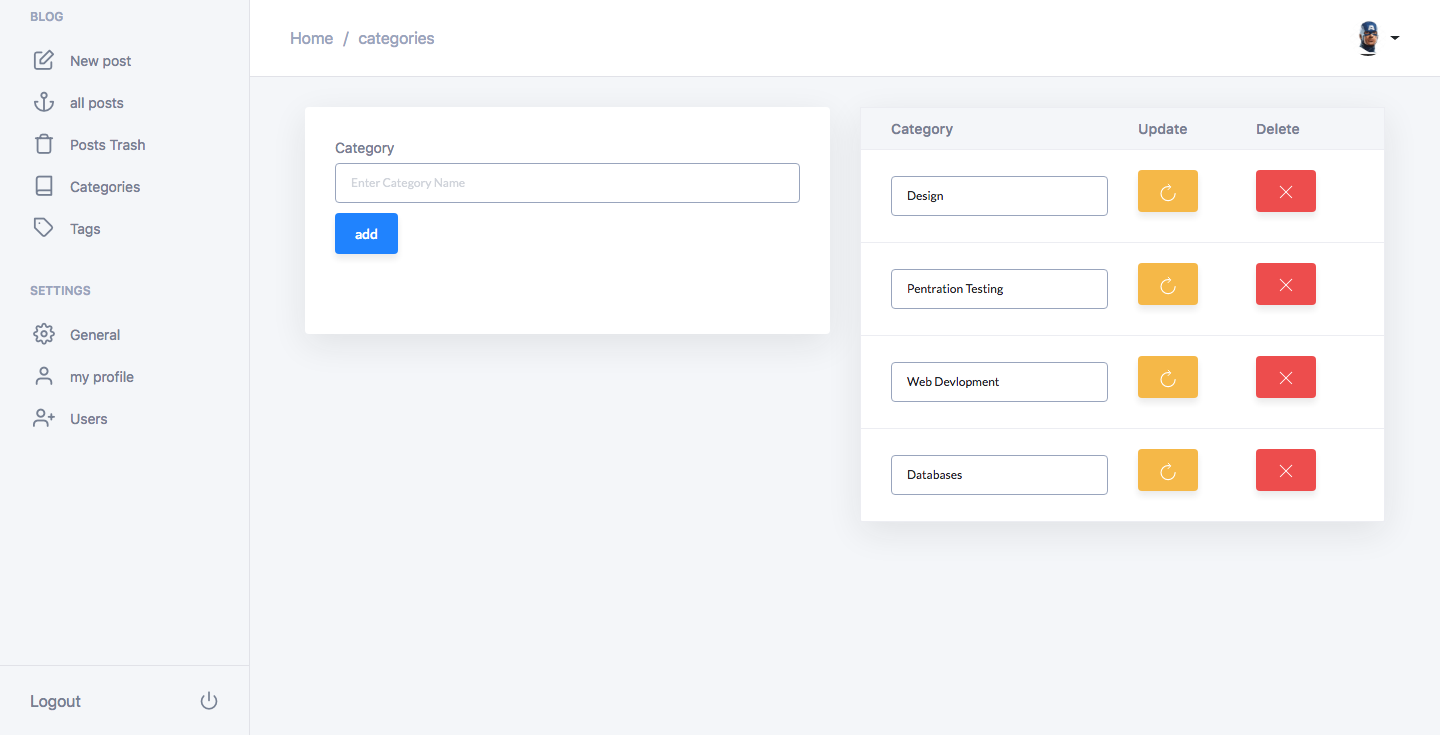 BLOG
New post
all posts
Posts Trash
Categories
Tags
SETTINGS
General
my profile
Users
Logout
Home / categories
Category
Enter Category Name
add
Category Update Delete
Design
Pentration Testing
Web Devlopment
Databases